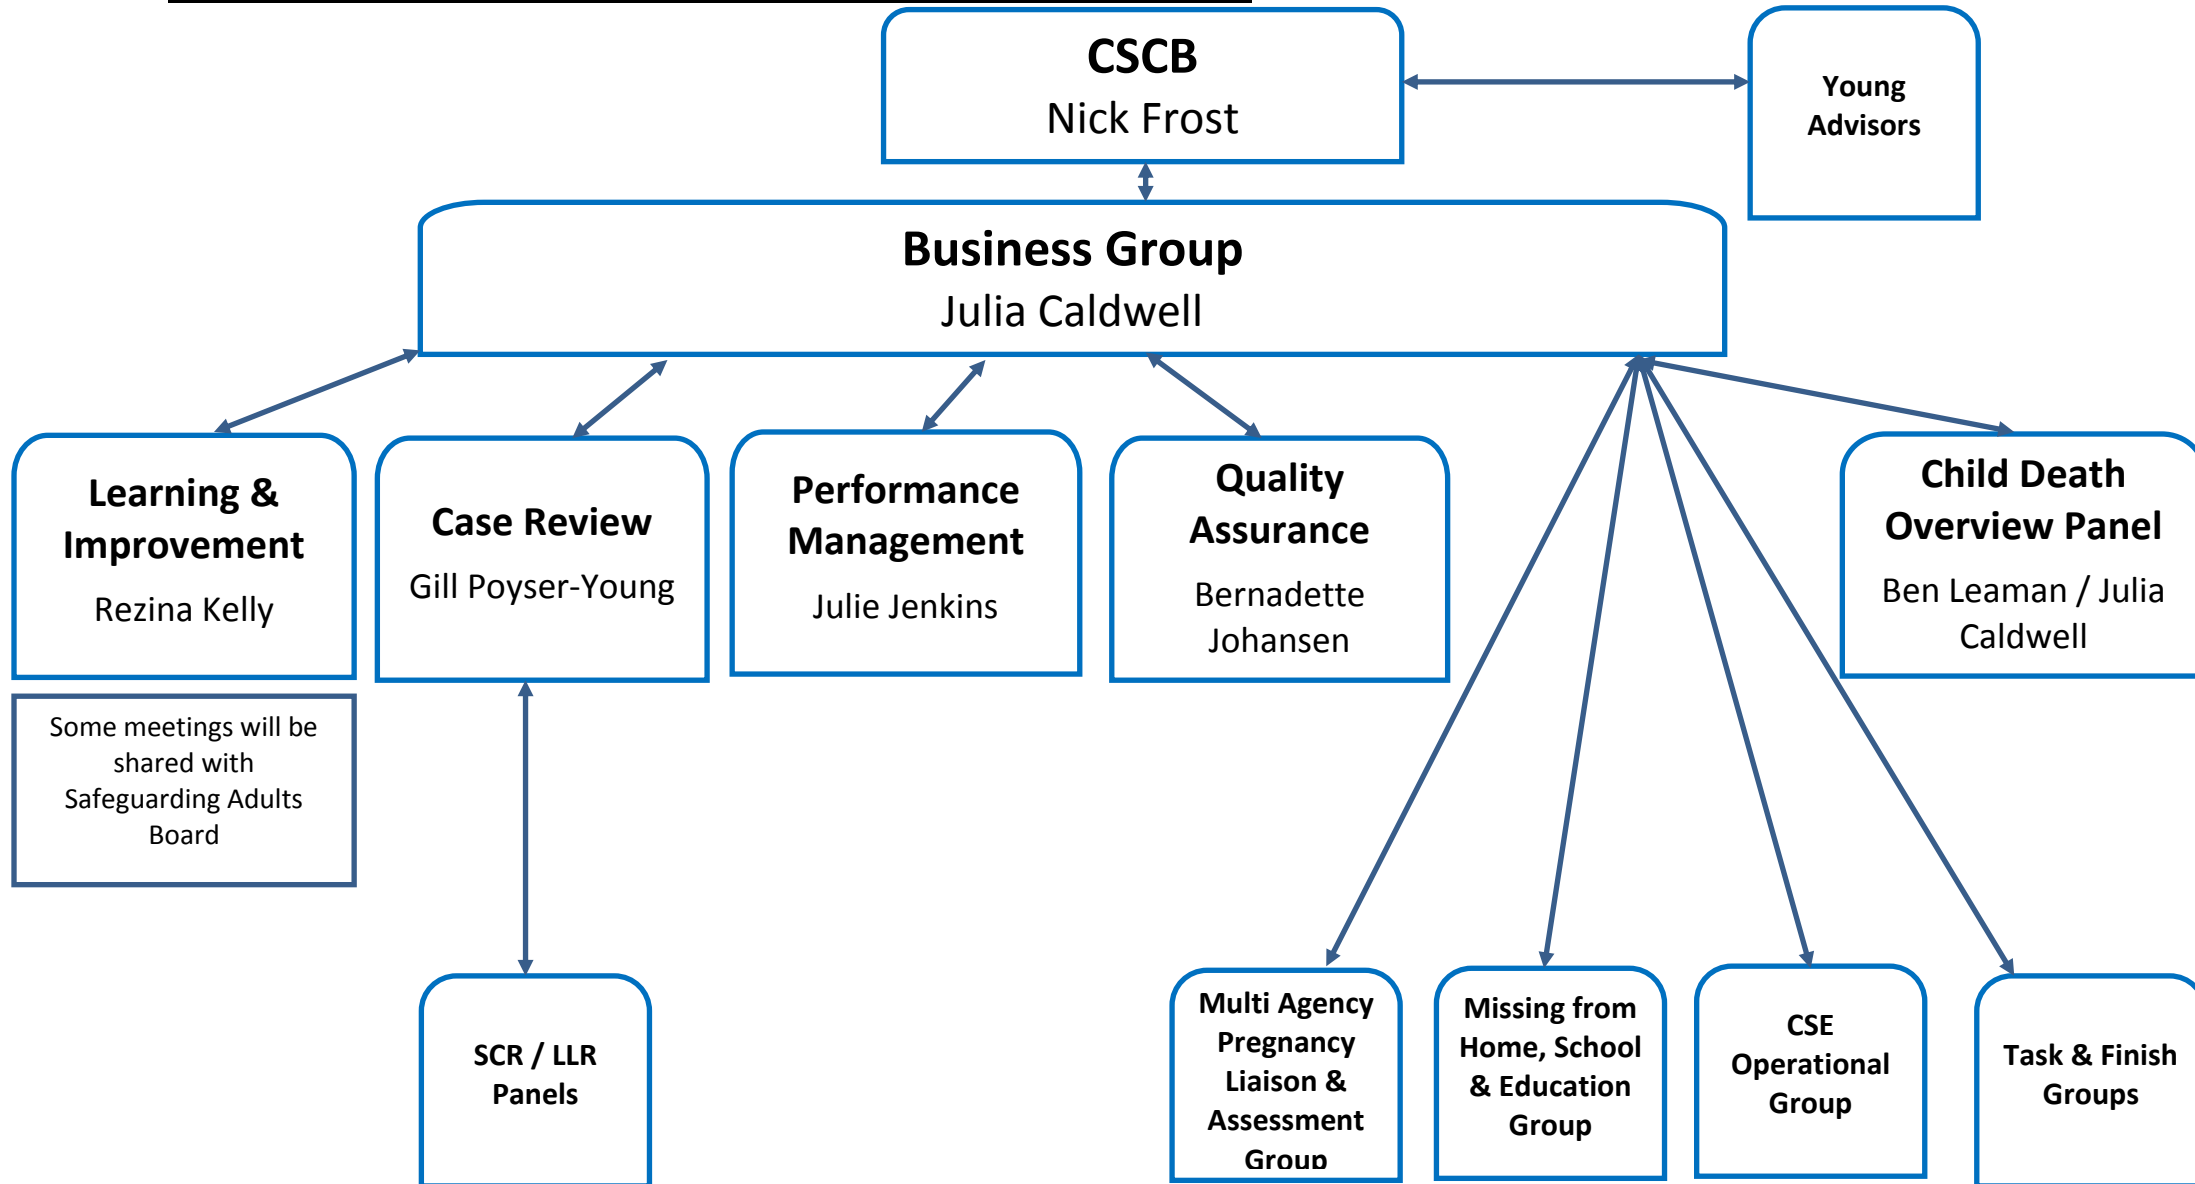 CSCB
Nick Frost
Young
Advisors
Business Group
Julia Caldwell
Learning &
Improvement
Rezina Kelly
Case Review
Gill Poyser-Young
Performance
Management
Julie Jenkins
Quality
Assurance
Bernadette
Johansen
Child Death
Overview Panel
Ben Leaman / Julia
Caldwell
Some meetings will be
shared with
Safeguarding Adults
Board
SCR / LLR
Panels
Multi Agency
Pregnancy
Liaison &
Assessment
Group
Missing from
Home, School
& Education
Group
CSE
Operational
Group
Task & Finish
Groups